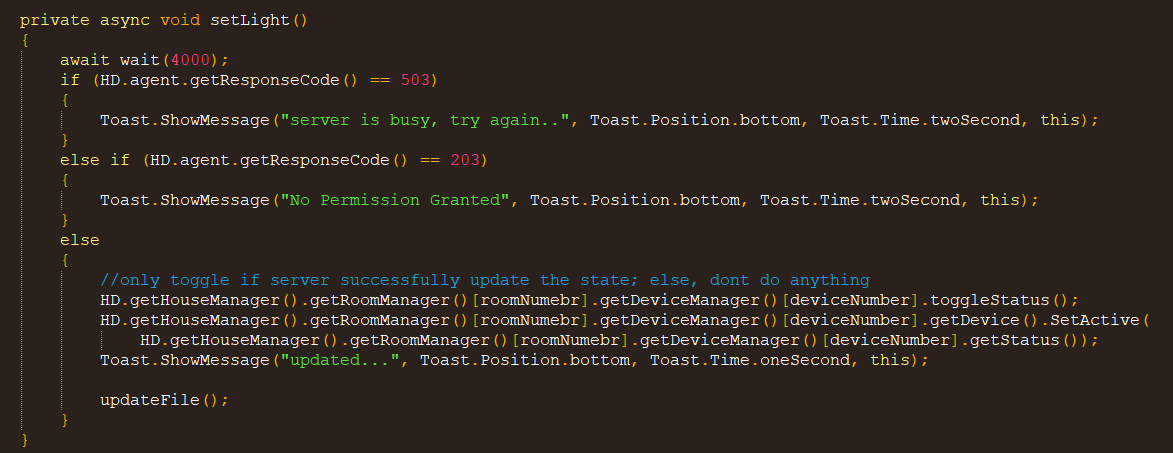 private async void setLight()
{
    await wait(4000);
    if (HD.agent.getResponseCode() == 503)
    {
        Toast.ShowMessage("server is busy, try again..", Toast.Position.bottom, Toast.Time.twoSecond, this);
    }
    else if (HD.agent.getResponseCode() == 203)
    {
        Toast.ShowMessage("No Permission Granted", Toast.Position.bottom, Toast.Time.twoSecond, this);
    }
    else
    {
        //only toggle if server successfully update the state; else, dont do anything
        HD.getHouseManager().getRoomManager()[roomNumebr].getDeviceManager()[deviceNumber].toggleStatus();
        HD.getHouseManager().getRoomManager()[roomNumebr].getDeviceManager()[deviceNumber].getDevice().SetActive(
            HD.getHouseManager().getRoomManager()[roomNumebr].getDeviceManager()[deviceNumber].getStatus());
        Toast.ShowMessage("updated...", Toast.Position.bottom, Toast.Time.oneSecond, this);

        updateFile();
    }
}